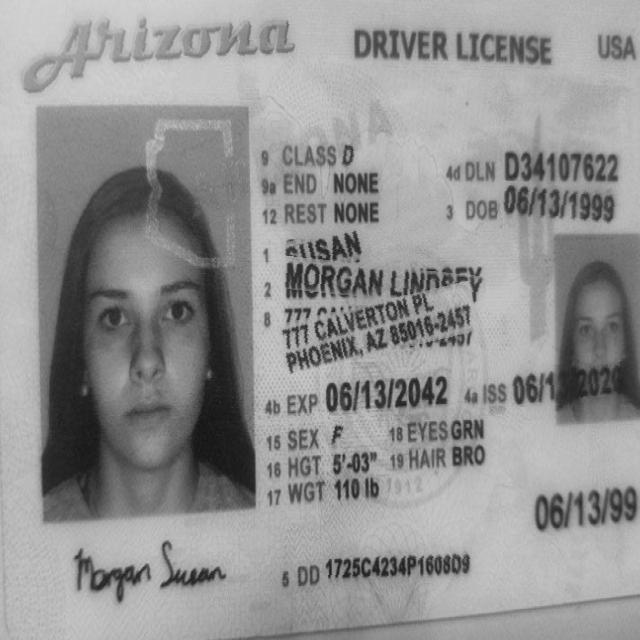 Arizona DRIVER LICENSE USA
9 CLASS D
9a END NONE
4d DLN D34107622
12 REST NONE
3 DOB 06/13/1999
1 SUSAN
2 MORGAN LINDSEY
8 777 CALVERTON PL
PHOENIX, AZ 85016-2457
4b EXP 06/13/2042 4a ISS 06/13/2020
15 SEX F 18 EYES GRN
16 HGT 5'-03" 19 HAIR BRO
17 WGT 110 lb
1912
06/13/99
Morgan Susan
5 DD 1725C4234P1608D9